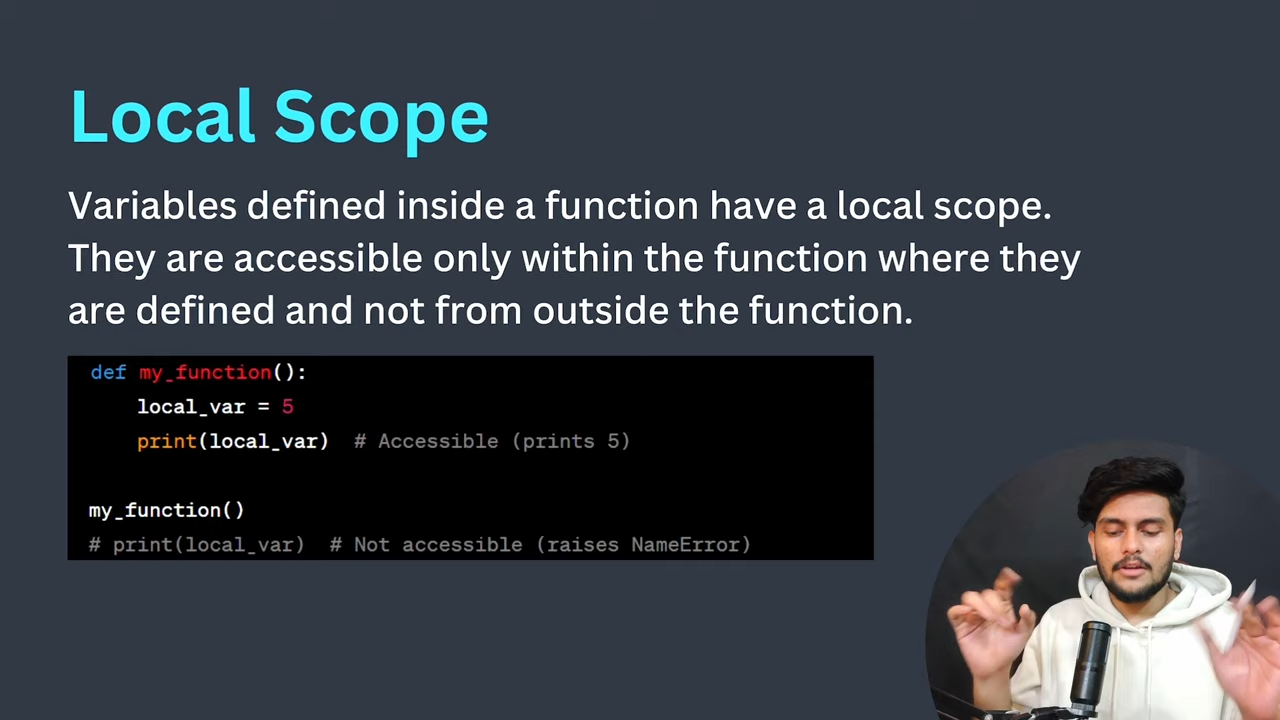 Local Scope
Variables defined inside a function have a local scope.
They are accessible only within the function where they
are defined and not from outside the function.
def my_function():
    local_var = 5
    print(local_var)  # Accessible (prints 5)
my_function()
# print(local_var)  # Not accessible (raises NameError)